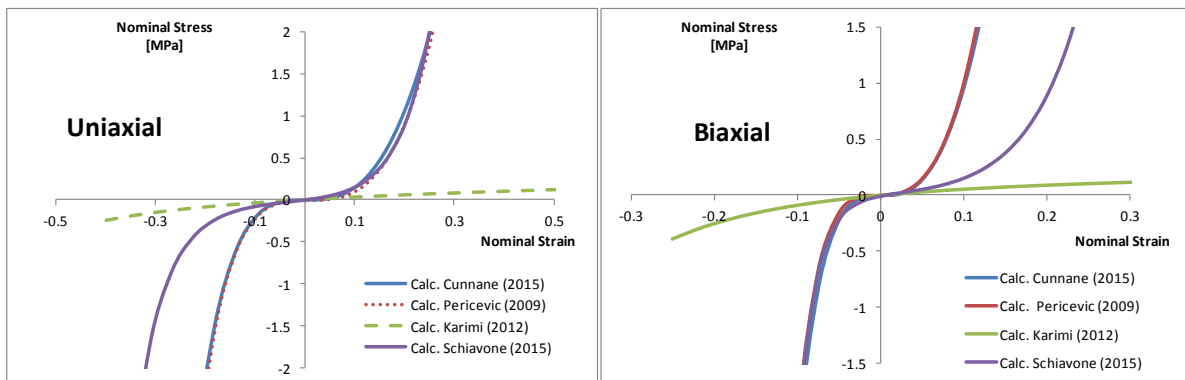 Nominal Stress
[MPa]
2
1.5
1
0.5
0
-0.5
-1
-1.5
-2
-0.5
-0.3
-0.1
0.1
0.3
0.5
Uniaxial
Nominal Strain
Calc. Cunnane (2015)
Calc. Pericevic (2009)
Calc. Karimi (2012)
Calc. Schiavone (2015)
Nominal Stress
[MPa]
1.5
1
0.5
0
-0.5
-1
-1.5
-0.3
-0.2
-0.1
0
0.1
0.2
0.3
Biaxial
Nominal Strain
Calc. Cunnane (2015)
Calc. Pericevic (2009)
Calc. Karimi (2012)
Calc. Schiavone (2015)